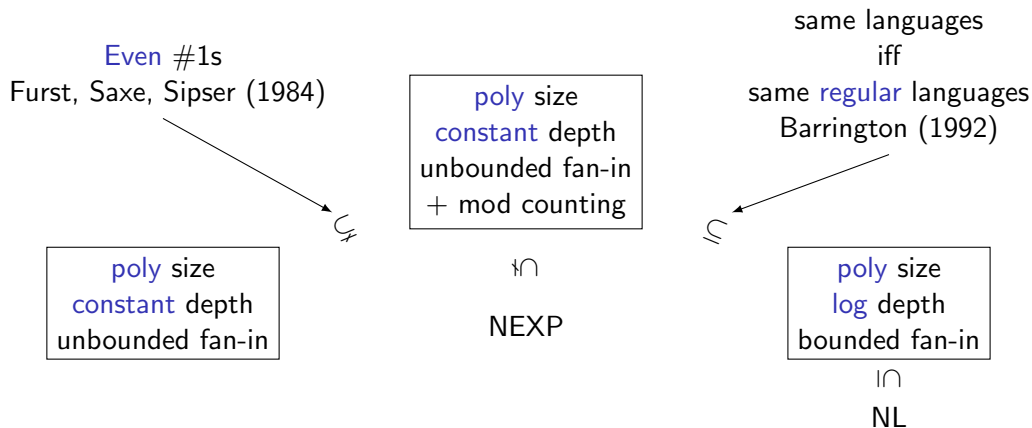 Even #1s
Furst, Saxe, Sipser (1984)
poly size
constant depth
unbounded fan-in
+ mod counting
same languages
iff
same regular languages
Barrington (1992)
⊊
⊆
poly size
constant depth
unbounded fan-in
⊊
NEXP
poly size
log depth
bounded fan-in
⊆
NL